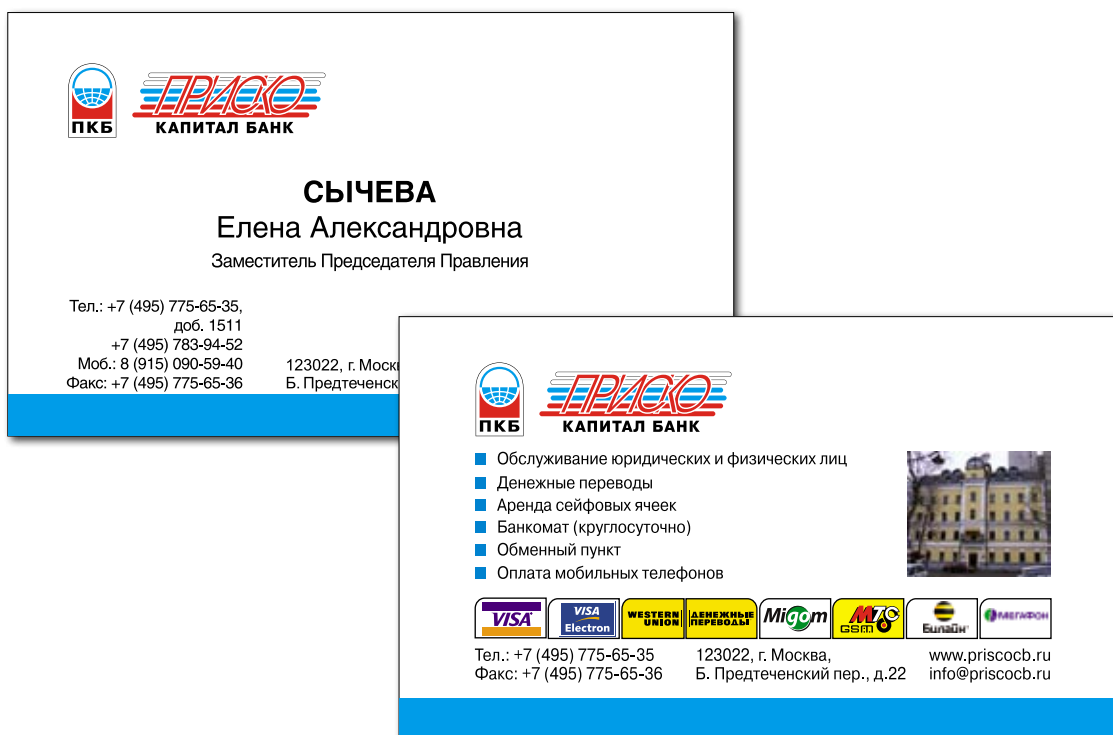 ПКБ
ПРИСКО
КАПИТАЛ БАНК
СЫЧЕВА
Елена Александровна
Заместитель Председателя Правления
Тел.: +7 (495) 775-65-35,
доб. 1511
+7 (495) 783-94-52
Моб.: 8 (915) 090-59-40
Факс: +7 (495) 775-65-36
123022, г. Москв
Б. Предтеченск
ПКБ
ПРИСКО
КАПИТАЛ БАНК
Обслуживание юридических и физических лиц
Денежные переводы
Аренда сейфовых ячеек
Банкомат (круглосуточно)
Обменный пункт
Оплата мобильных телефонов
VISA
VISA
Electron
WESTERN
UNION
ДЕНЕЖНЫЕ
ПЕРЕВОДЫ
Migom
МТС
GSM
Билайн
МЕГАФОН
Тел.: +7 (495) 775-65-35
Факс: +7 (495) 775-65-36
123022, г. Москва,
Б. Предтеченский пер., д.22
www.priscocb.ru
info@priscocb.ru